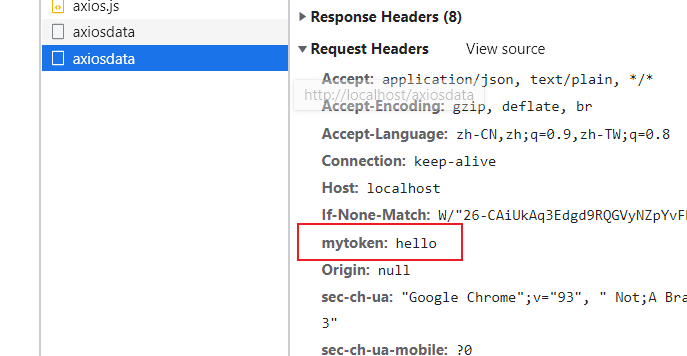 axios.js
axiosdata
axiosdata
Response Headers (8)
Request Headers View source
Accept: application/json, text/plain, */*
http://localhost/axiosdata
Accept-Encoding: gzip, deflate, br
Accept-Language: zh-CN,zh;q=0.9,zh-TW;q=0.8
Connection: keep-alive
Host: localhost
If-None-Match: W/"26-CAiUkAq3Edgd9RQGVyNZpYvF
mytoken: hello
Origin: null
sec-ch-ua: "Google Chrome";v="93", " Not;A Bra
3"
sec-ch-ua-mobile: ?0